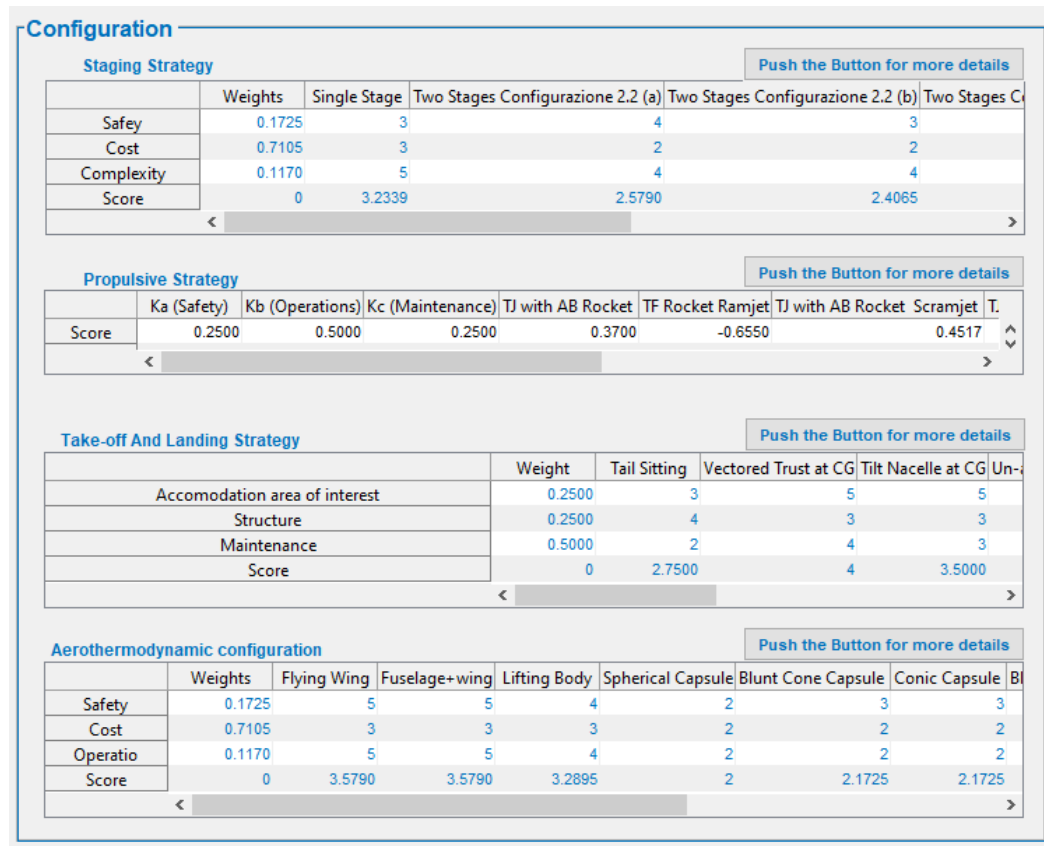 Configuration
Staging Strategy Push the Button for more details
Weights Single Stage Two Stages Configurazione 2.2 (a) Two Stages Configurazione 2.2 (b) Two Stages Co
Safey 0.1725 3 4 3
Cost 0.7105 3 2 2
Complexity 0.1170 5 4 4
Score 0 3.2339 2.5790 2.4065
Propulsive Strategy Push the Button for more details
Ka (Safety) Kb (Operations) Kc (Maintenance) TJ with AB Rocket TF Rocket Ramjet TJ with AB Rocket Scramjet T.
Score 0.2500 0.5000 0.2500 0.3700 -0.6550 0.4517
Take-off And Landing Strategy Push the Button for more details
Weight Tail Sitting Vectored Trust at CG Tilt Nacelle at CG Un-a
Accomodation area of interest 0.2500 3 5 5
Structure 0.2500 4 3 3
Maintenance 0.5000 2 4 3
Score 0 2.7500 4 3.5000
Aerothermodynamic configuration Push the Button for more details
Weights Flying Wing Fuselage+wing Lifting Body Spherical Capsule Blunt Cone Capsule Conic Capsule Bl
Safety 0.1725 5 5 4 2 3 3
Cost 0.7105 3 3 3 2 2 2
Operatio 0.1170 5 5 4 2 2 2
Score 0 3.5790 3.5790 3.2895 2 2.1725 2.1725